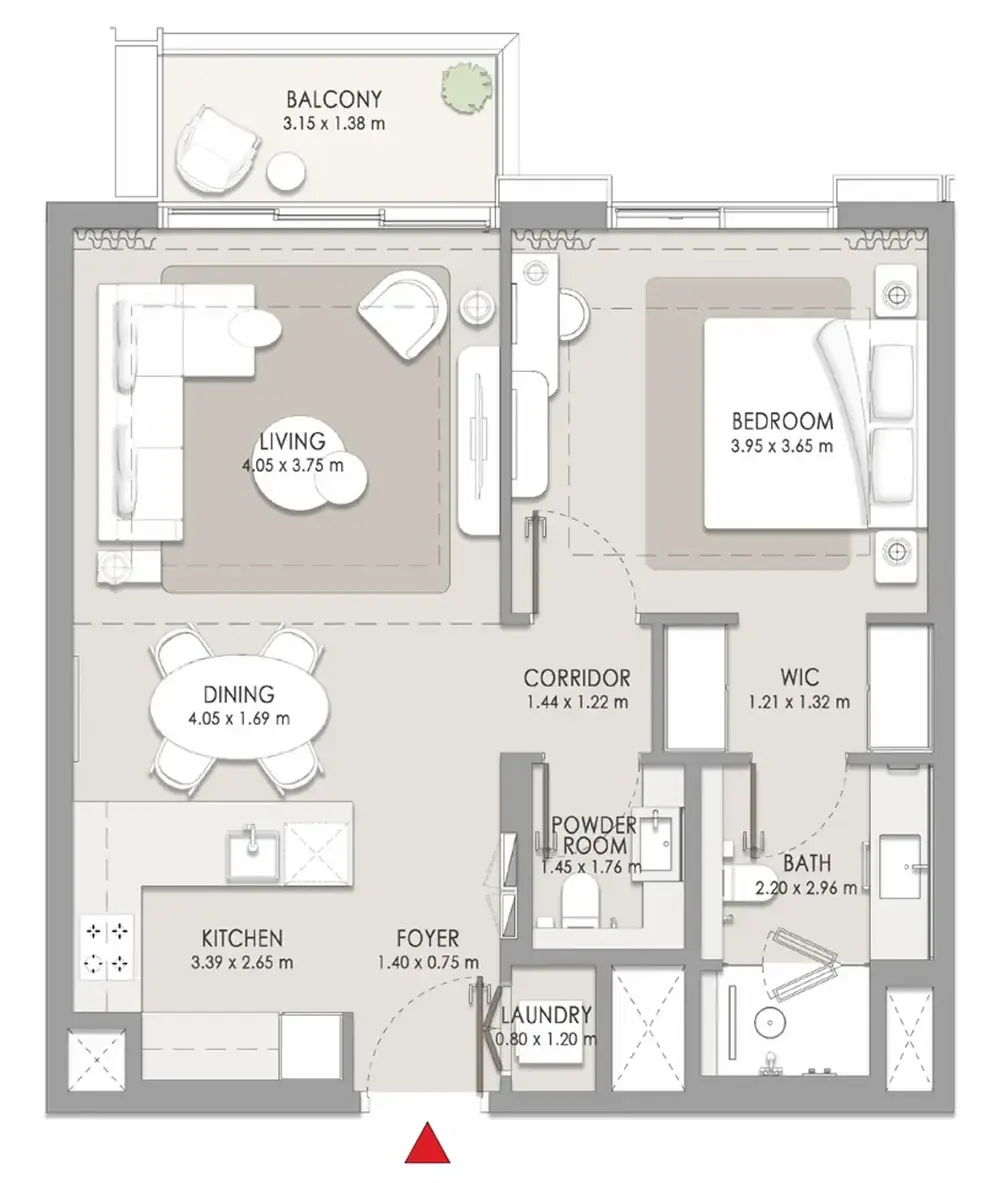 BALCONY
3.15 x 1.38 m
LIVING
4.05 x 3.75 m
BEDROOM
3.95 x 3.65 m
DINING
4.05 x 1.69 m
CORRIDOR
1.44 x 1.22 m
WIC
1.21 x 1.32 m
POWDER
ROOM
1.45 x 1.76 m
BATH
2.20 x 2.96 m
KITCHEN
3.39 x 2.65 m
FOYER
1.40 x 0.75 m
LAUNDRY
0.80 x 1.20 m